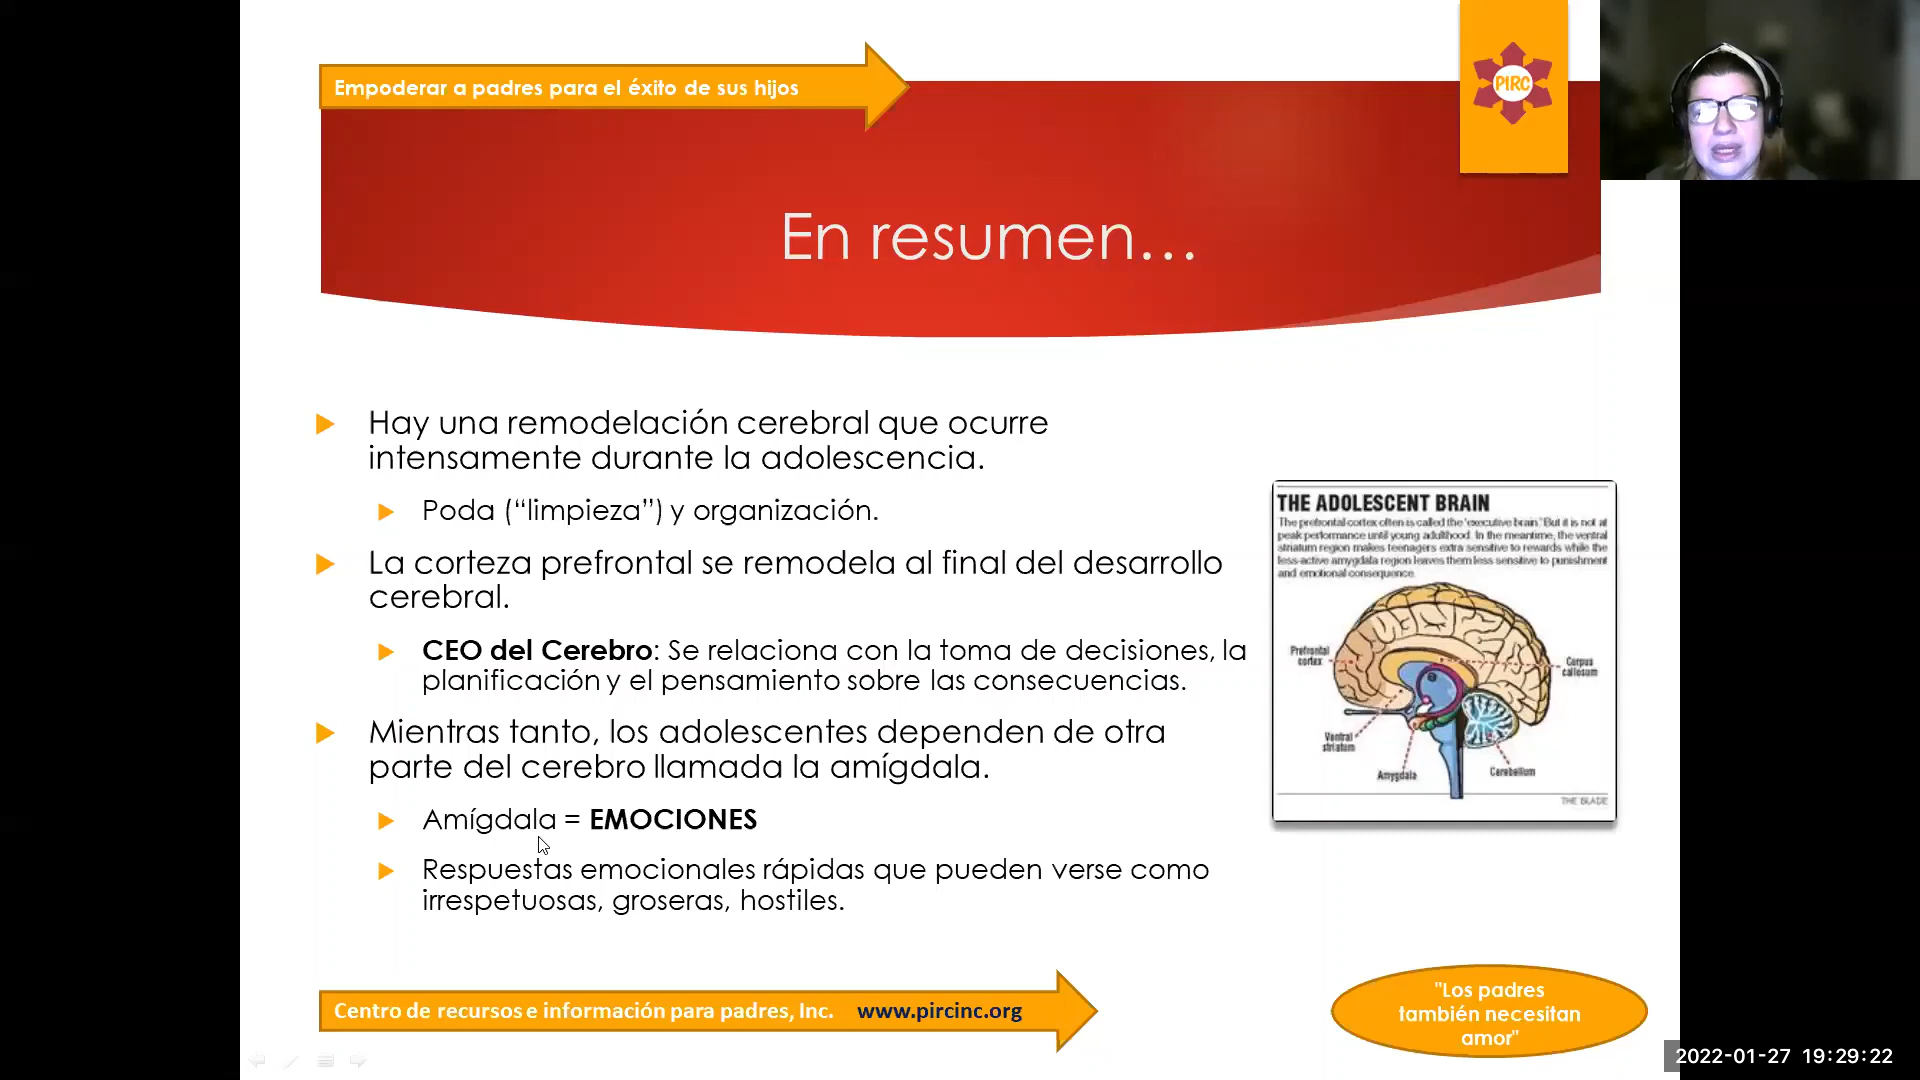 Empoderar a padres para el éxito de sus hijos
PIRC
En resumen...
Hay una remodelación cerebral que ocurre
intensamente durante la adolescencia.
Poda (“limpieza”) y organización.
La corteza prefrontal se remodela al final del desarrollo
cerebral.
CEO del Cerebro: Se relaciona con la toma de decisiones, la
planificación y el pensamiento sobre las consecuencias.
Mientras tanto, los adolescentes dependen de otra
parte del cerebro llamada la amígdala.
Amígdala = EMOCIONES
Respuestas emocionales rápidas que pueden verse como
irrespetuosas, groseras, hostiles.
THE ADOLESCENT BRAIN
The prefrontal cortex often is called the "executive brain." But it is not at
peak performance until young adulthood. In the meantime, the ventral
striatum region makes teenagers extra sensitive to rewards while the
less-active amygdala region leaves them less sensitive to punishment
and emotional consequence.
Prefrontal
cortex
Corpus
callosum
Ventral
striatum
Amygdala
Cerebellum
THE BLADE
Centro de recursos e información para padres, Inc. www.pircinc.org
"Los padres
también necesitan
amor"
2022-01-27 19:29:22